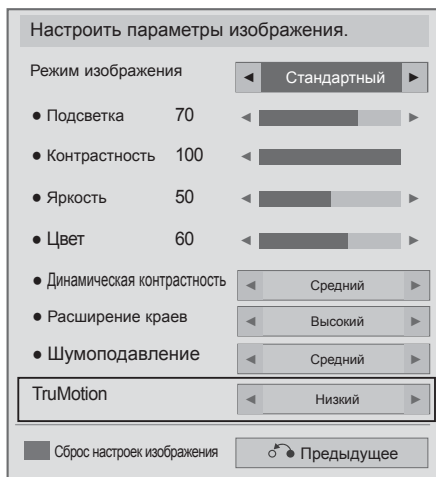 Настроить параметры изображения.
Режим изображения ◄ Стандартный ►
● Подсветка 70 ◄ ►
● Контрастность 100 ◄
● Яркость 50 ◄ ►
● Цвет 60 ◄ ►
● Динамическая контрастность ◄ Средний ►
● Расширение краев ◄ Высокий ►
● Шумоподавление ◄ Средний ►
TruMotion ◄ Низкий ►
Сброс настроек изображения Предыдущее